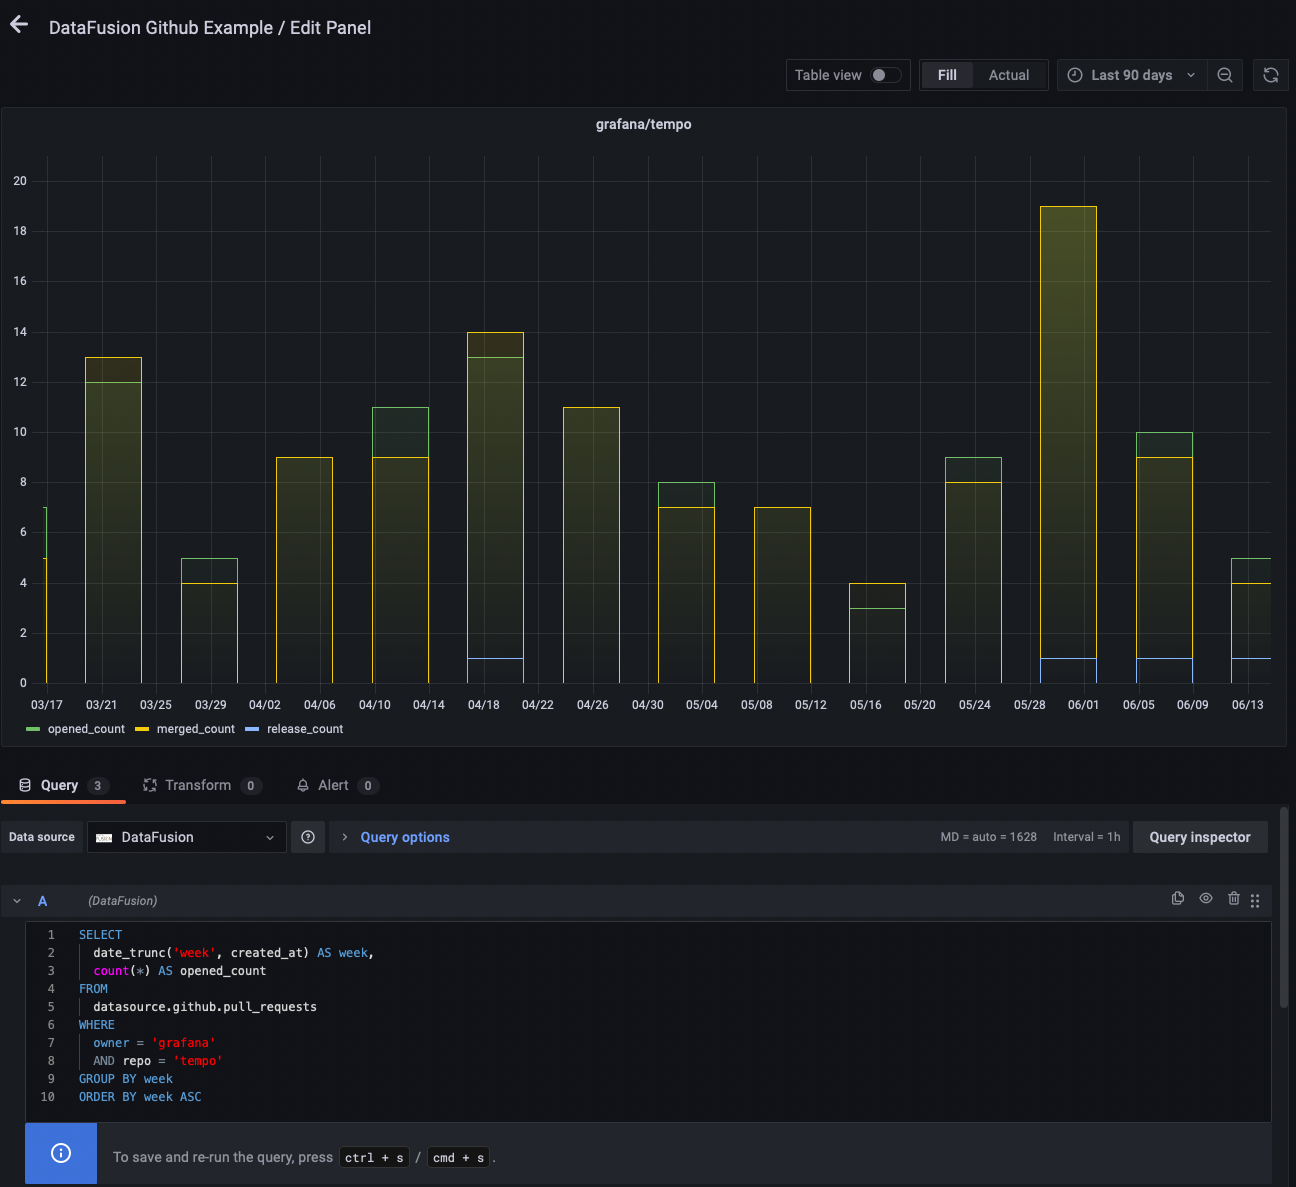 DataFusion Github Example / Edit Panel
Table view Fill Actual Last 90 days
grafana/tempo
20
18
16
14
12
10
8
6
4
2
0
03/17 03/21 03/25 03/29 04/02 04/06 04/10 04/14 04/18 04/22 04/26 04/30 05/04 05/08 05/12 05/16 05/20 05/24 05/28 06/01 06/05 06/09 06/13
opened_count merged_count release_count
Query 3 Transform 0 Alert 0
Data source DataFusion Query options MD = auto = 1628 Interval = 1h Query inspector
A (DataFusion)
1 SELECT
2 date_trunc('week', created_at) AS week,
3 count(*) AS opened_count
4 FROM
5 datasource.github.pull_requests
6 WHERE
7 owner = 'grafana'
8 AND repo = 'tempo'
9 GROUP BY week
10 ORDER BY week ASC
To save and re-run the query, press ctrl + s / cmd + s .